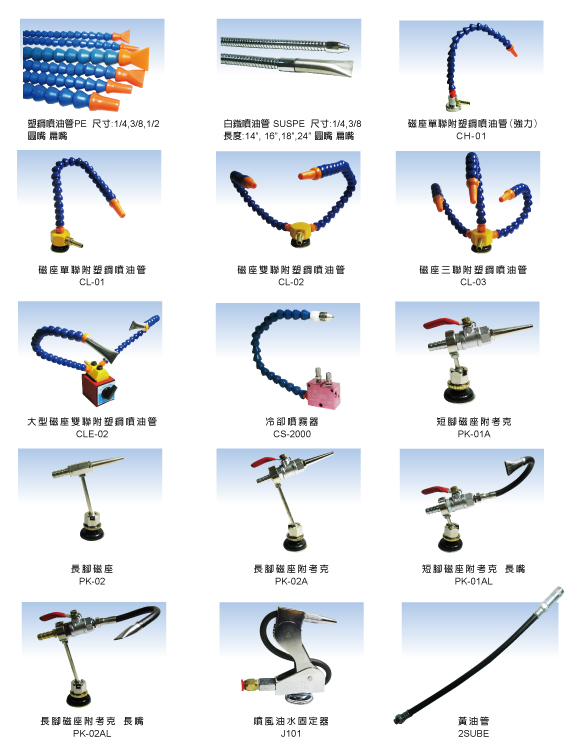 塑鋼噴油管PE 尺寸:1/4,3/8,1/2
圓嘴 扁嘴
白鐵噴油管 SUSPE 尺寸:1/4,3/8
長度:14”, 16”,18”,24” 圓嘴 扁嘴
磁座單聯附塑鋼噴油管(強力)
CH-01
磁座單聯附塑鋼噴油管
CL-01
磁座雙聯附塑鋼噴油管
CL-02
磁座三聯附塑鋼噴油管
CL-03
大型磁座雙聯附塑鋼噴油管
CLE-02
冷卻噴霧器
CS-2000
短腳磁座附考克
PK-01A
長腳磁座
PK-02
長腳磁座附考克
PK-02A
短腳磁座附考克 長嘴
PK-01AL
長腳磁座附考克 長嘴
PK-02AL
噴風油水固定器
J101
黃油管
2SUBE